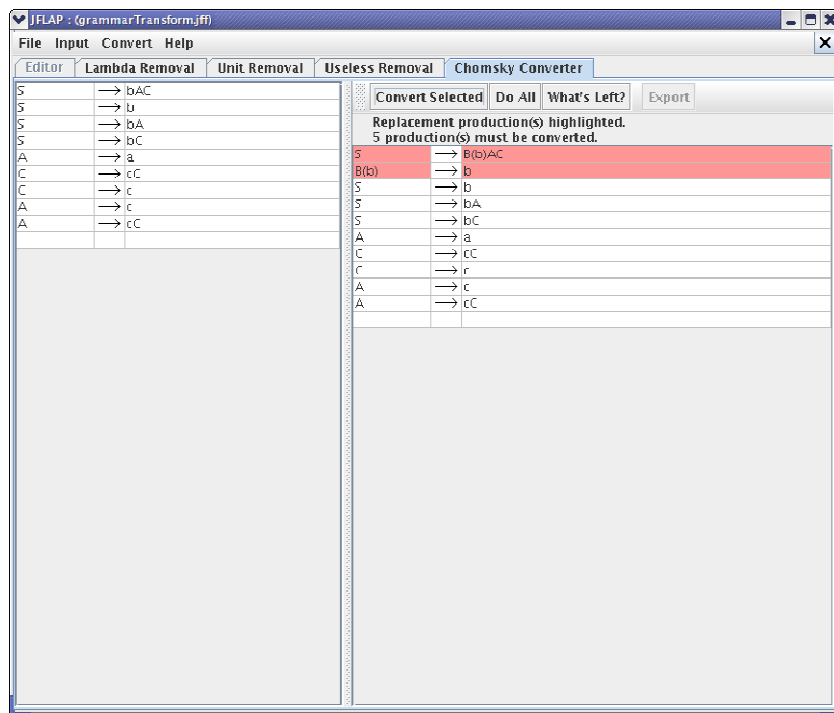 JFLAP : (grammarTransform.jff)
File Input Convert Help
Editor Lambda Removal Unit Removal Useless Removal Chomsky Converter
S → bAC
S → b
S → bA
S → bC
A → a
C → cC
C → c
A → c
A → cC
Convert Selected Do All What's Left? Export
Replacement production(s) highlighted.
5 production(s) must be converted.
S → B(b)AC
B(b) → b
S → b
S → bA
S → bC
A → a
C → cC
C → c
A → c
A → cC